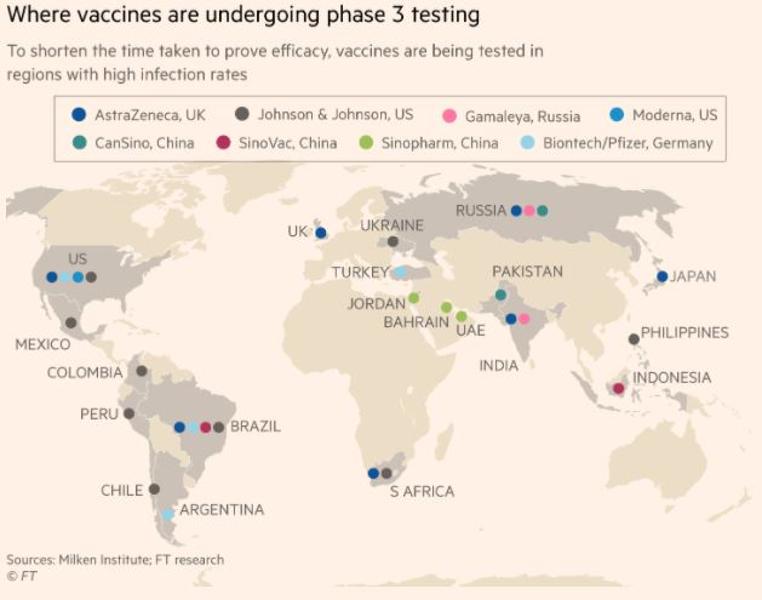 Where vaccines are undergoing phase 3 testing
To shorten the time taken to prove efficacy, vaccines are being tested in
regions with high infection rates
AstraZeneca, UK
Johnson & Johnson, US
Gamaleya, Russia
Moderna, US
CanSino, China
SinoVac, China
Sinopharm, China
Biontech/Pfizer, Germany
RUSSIA
UK
UKRAINE
US
TURKEY
PAKISTAN
JAPAN
JORDAN
BAHRAIN
UAE
MEXICO
PHILIPPINES
INDIA
COLOMBIA
INDONESIA
PERU
BRAZIL
CHILE
S AFRICA
ARGENTINA
Sources: Milken Institute; FT research
© FT